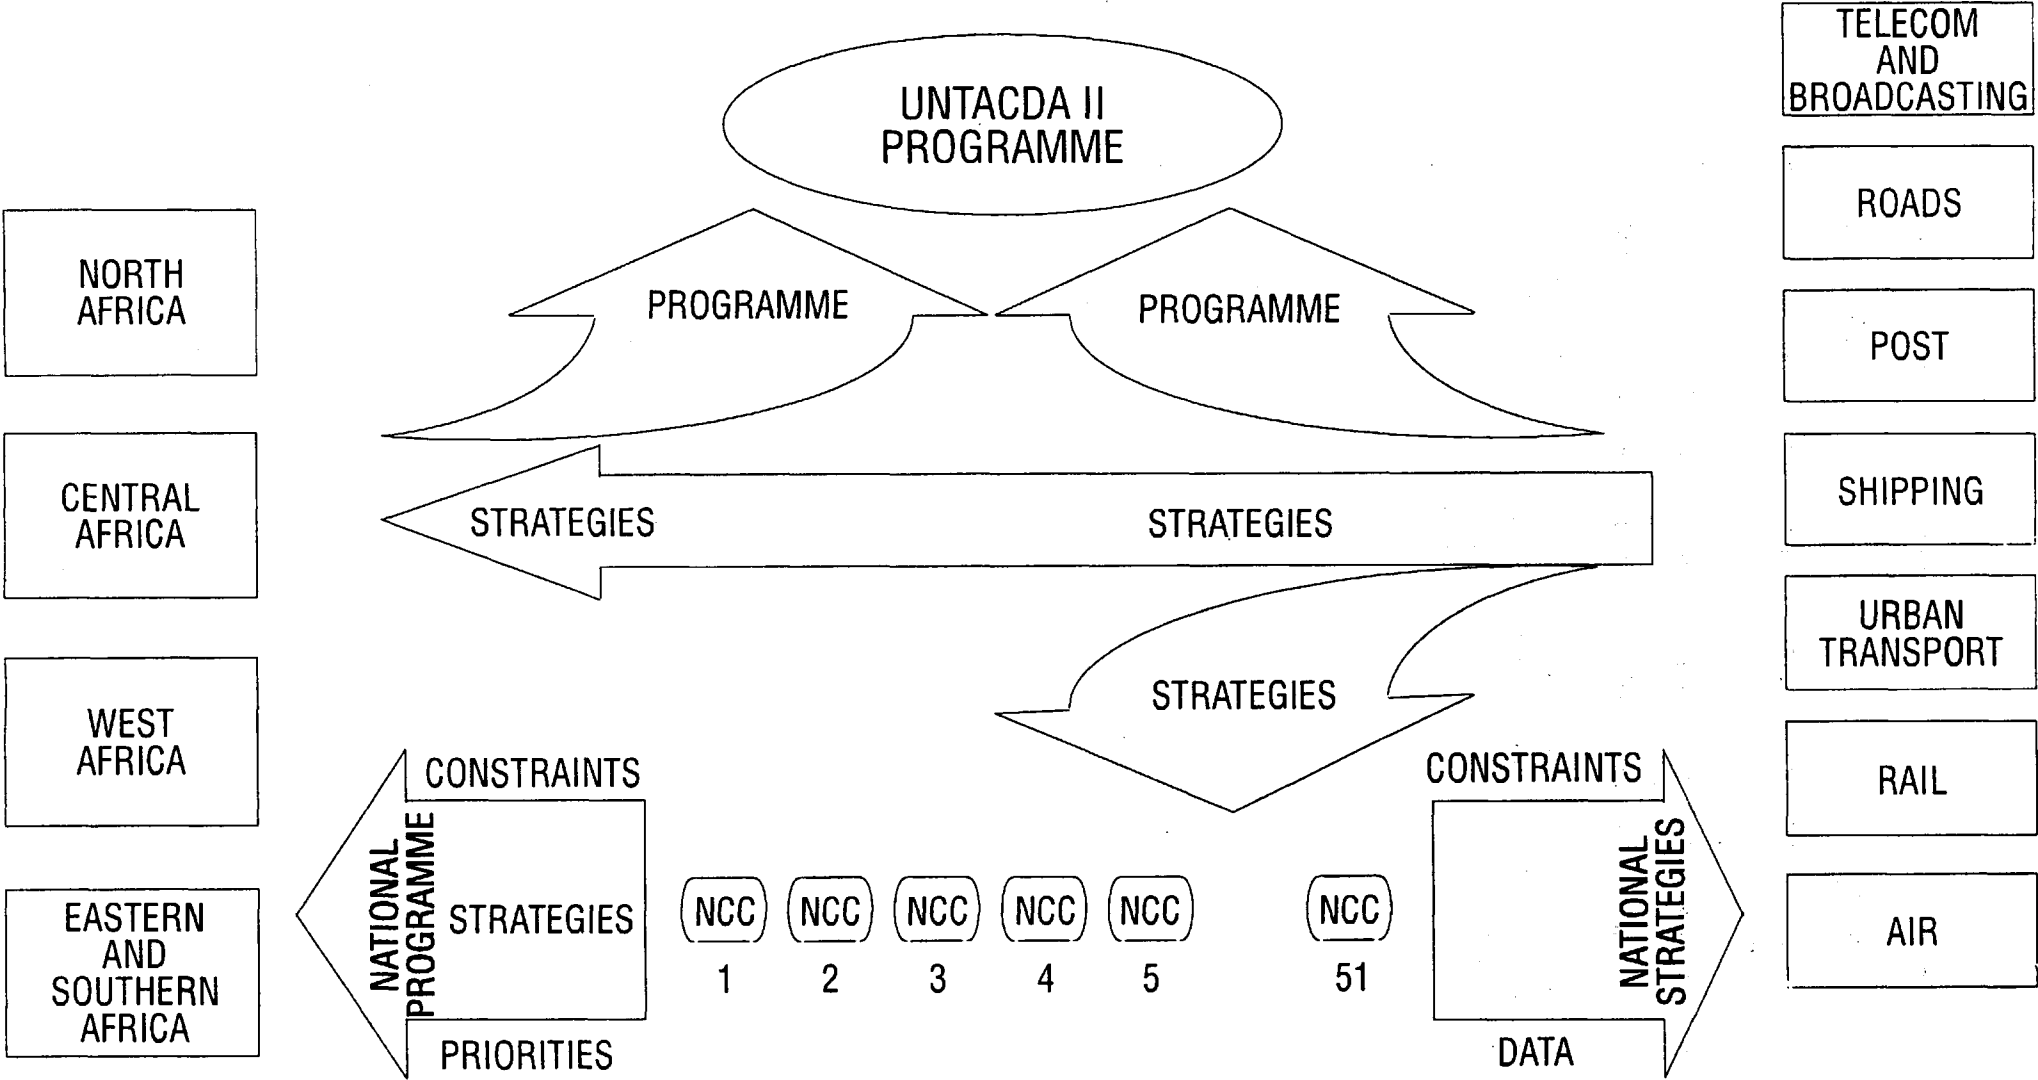 UNTACDA II
PROGRAMME
TELECOM
AND
BROADCASTING
ROADS
POST
SHIPPING
URBAN
TRANSPORT
RAIL
AIR
NORTH
AFRICA
CENTRAL
AFRICA
WEST
AFRICA
EASTERN
AND
SOUTHERN
AFRICA
PROGRAMME
PROGRAMME
STRATEGIES
STRATEGIES
STRATEGIES
CONSTRAINTS
NATIONAL
PROGRAMME
STRATEGIES
PRIORITIES
NCC
NCC
NCC
NCC
NCC
NCC
1
2
3
4
5
51
CONSTRAINTS
NATIONAL
STRATEGIES
DATA